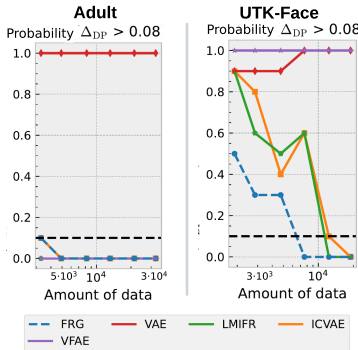 Adult
UTK-Face
Probability Δ_DP > 0.08
Probability Δ_DP > 0.08
1.0
0.8
0.6
0.4
0.2
0.0
1.0
0.8
0.6
0.4
0.2
0.0
5·10³ 10⁴ 3·10⁴
3·10³ 10⁴
Amount of data
Amount of data
FRG VAE LMIFR ICVAE
VFAE